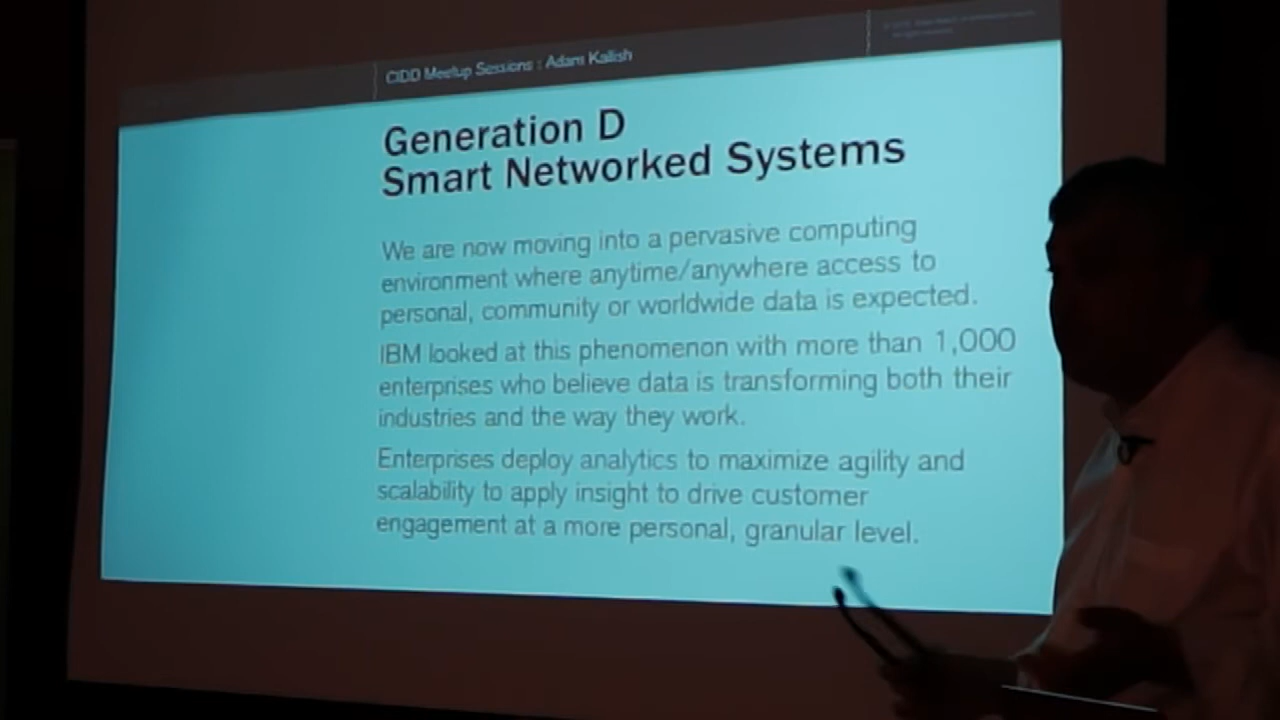 CIDD Meetup Sessions : Adam Kallish
Generation D
Smart Networked Systems
We are now moving into a pervasive computing
environment where anytime/anywhere access to
personal, community or worldwide data is expected.
IBM looked at this phenomenon with more than 1,000
enterprises who believe data is transforming both their
industries and the way they work.
Enterprises deploy analytics to maximize agility and
scalability to apply insight to drive customer
engagement at a more personal, granular level.